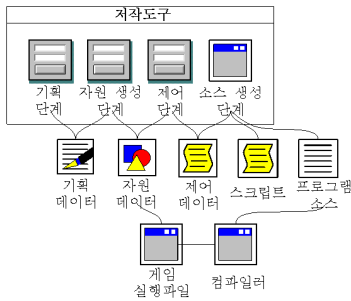 저작도구
기획 자원 생성 제어 소스 생성
단계 단계 단계 단계
기획 자원 제어 스크립트 프로그램
데이터 데이터 데이터 소스
게임 컴파일러
실행파일